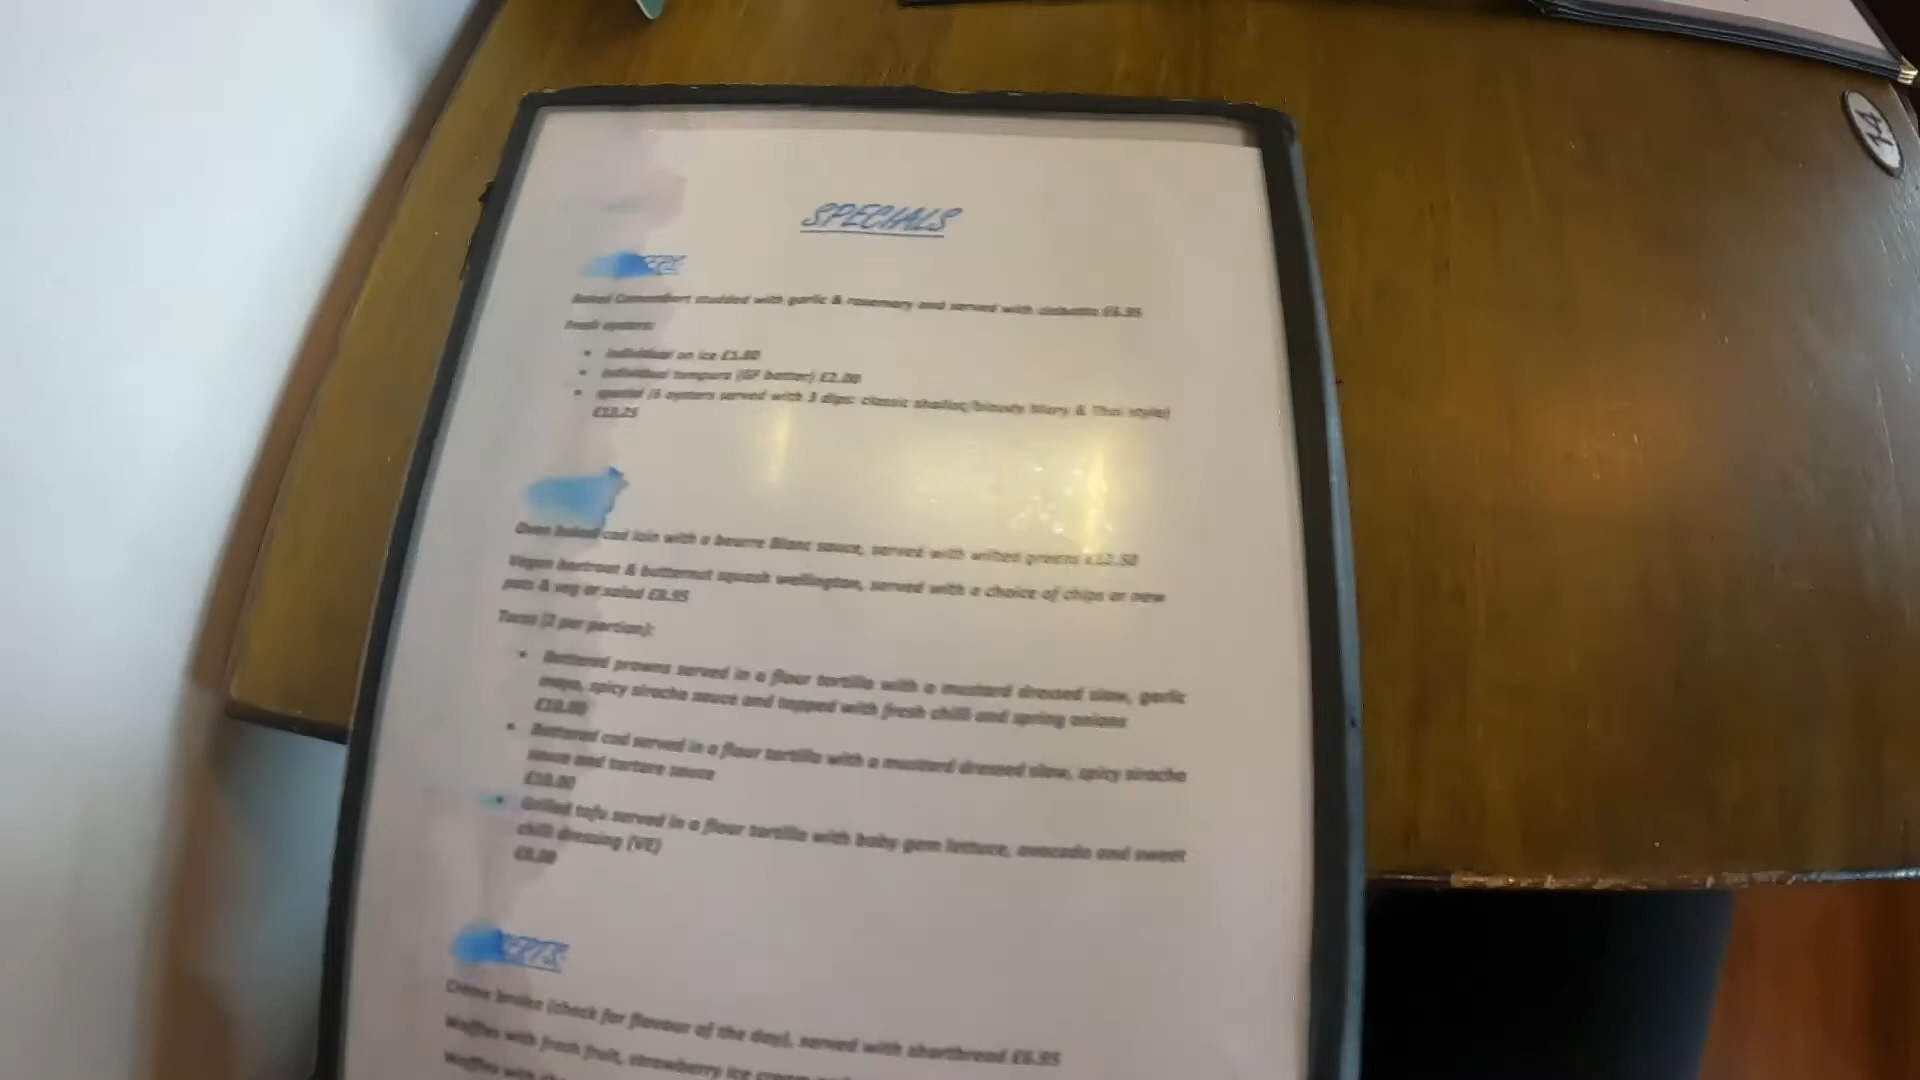 SPECIALS
Baked Camembert studded with garlic & rosemary and served with ciabatta £6.95
Fresh oysters:
• Individual on ice
• Individual tempura (GF batter) £2.00
• special (6 oysters served with 3 dips: classic shallot/bloody Mary & Thai style)
Oven baked cod loin with a beurre Blanc sauce, served with wilted greens £12.50
Vegan beetroot & butternut squash wellington, served with a choice of chips or new
pots & veg or salad £8.95
Tacos (2 per portion):
• Battered prawns served in a flour tortilla with a mustard dressed slaw, garlic
mayo, spicy siracha sauce and topped with fresh chilli and spring onions
£10.00
• Battered cod served in a flour tortilla with a mustard dressed slaw, spicy siracha
sauce and tartare sauce
£10.00
• Grilled tofu served in a flour tortilla with baby gem lettuce, avocado and sweet
chilli dressing (VE)
£8.00
(check for flavour of the day), served with shortbread £6.95
Waffles with fresh fruit, strawberry ice cream
Waffles with
14